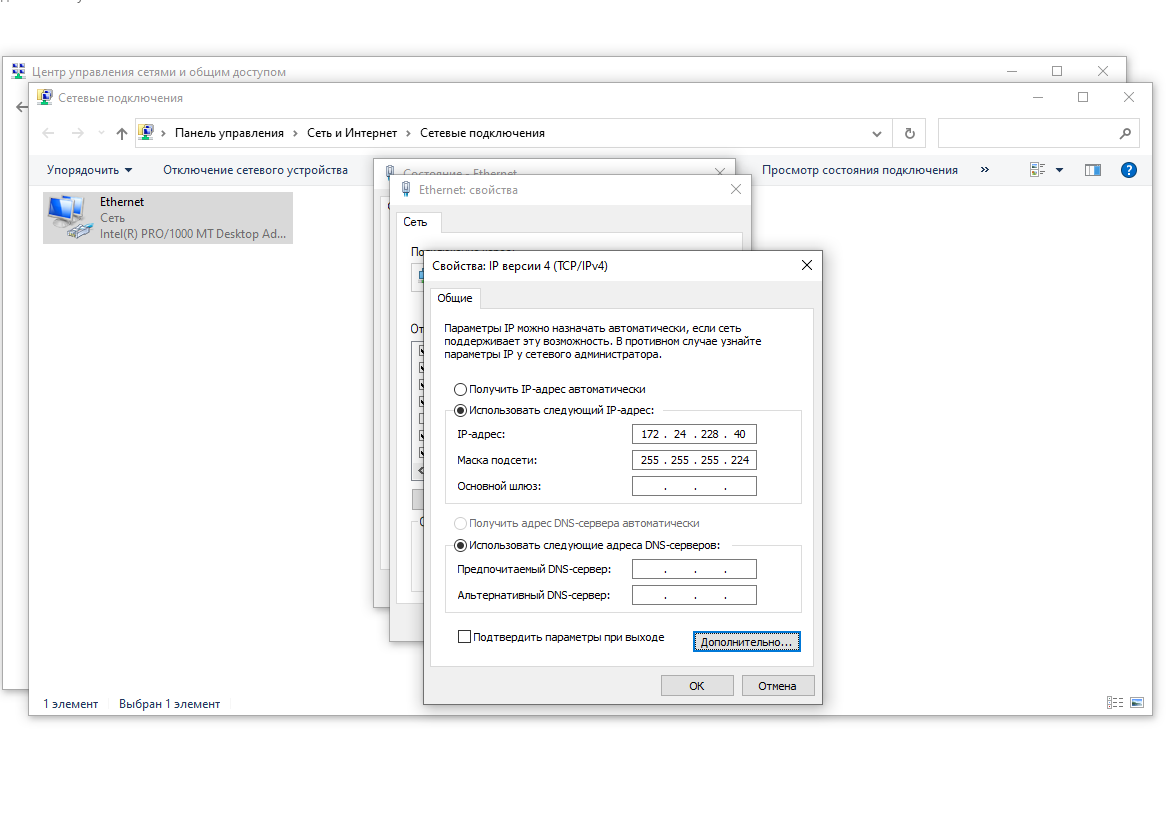 Центр управления сетями и общим доступом
Сетевые подключения
Панель управления › Сеть и Интернет › Сетевые подключения
Упорядочить
Отключение сетевого устройства
Просмотр состояния подключения
»
Состояние - Ethernet
Ethernet
Сеть
Intel(R) PRO/1000 MT Desktop Ad...
Ethernet: свойства
Сеть
Свойства: IP версии 4 (TCP/IPv4)
Общие
Параметры IP можно назначать автоматически, если сеть
поддерживает эту возможность. В противном случае узнайте
параметры IP у сетевого администратора.
Получить IP-адрес автоматически
Использовать следующий IP-адрес:
IP-адрес: 172 . 24 . 228 . 40
Маска подсети: 255 . 255 . 255 . 224
Основной шлюз: . . .
Получить адрес DNS-сервера автоматически
Использовать следующие адреса DNS-серверов:
Предпочитаемый DNS-сервер: . . .
Альтернативный DNS-сервер: . . .
Подтвердить параметры при выходе
Дополнительно...
ОК
Отмена
1 элемент
Выбран 1 элемент